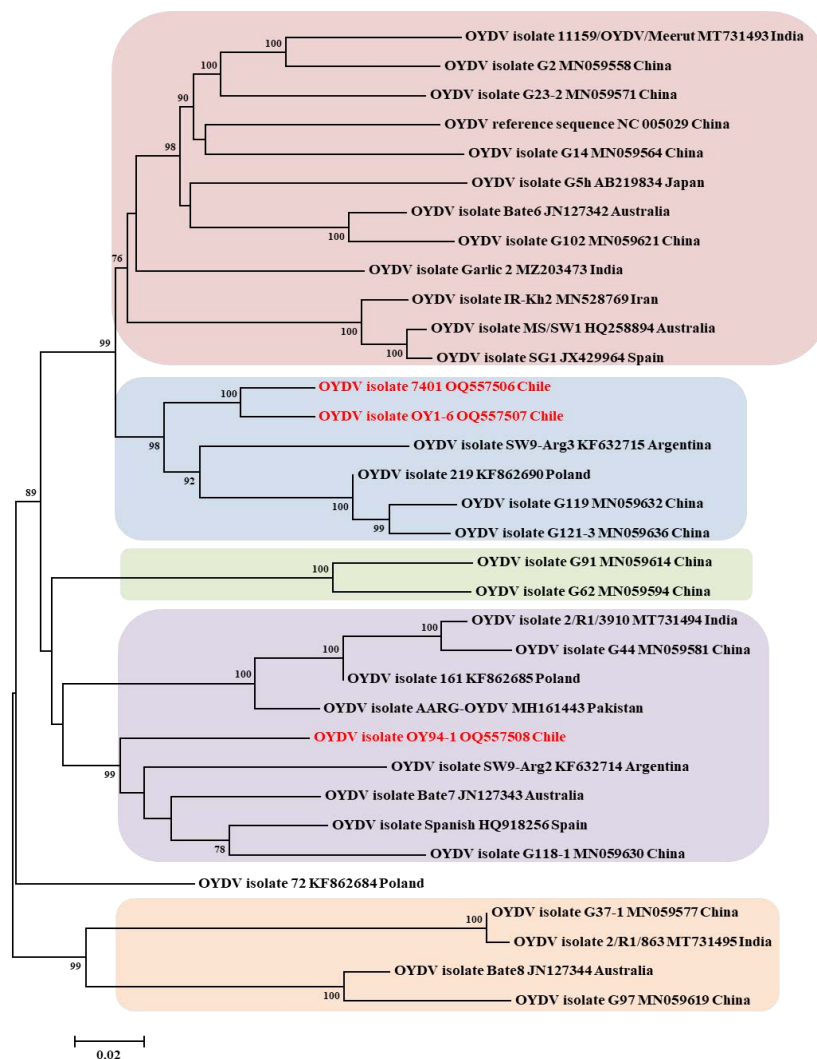 OYDV isolate 11159/OYDV/Meerut MT731493 India
100
OYDV isolate G2 MN059558 China
100
OYDV isolate G23-2 MN059571 China
90
OYDV reference sequence NC 005029 China
98
OYDV isolate G14 MN059564 China
OYDV isolate G5h AB219834 Japan
OYDV isolate Bate6 JN127342 Australia
100
OYDV isolate G102 MN059621 China
76
OYDV isolate Garlic 2 MZ203473 India
OYDV isolate IR-Kh2 MN528769 Iran
100
OYDV isolate MS/SW1 HQ258894 Australia
99
100
OYDV isolate SG1 JX429964 Spain
100
OYDV isolate 7401 OQ557506 Chile
OYDV isolate OY1-6 OQ557507 Chile
98
OYDV isolate SW9-Arg3 KF632715 Argentina
92
OYDV isolate 219 KF862690 Poland
89
100
OYDV isolate G119 MN059632 China
99
OYDV isolate G121-3 MN059636 China
OYDV isolate G91 MN059614 China
100
OYDV isolate G62 MN059594 China
OYDV isolate 2/R1/3910 MT731494 India
100
100
OYDV isolate G44 MN059581 China
100
OYDV isolate 161 KF862685 Poland
OYDV isolate AARG-OYDV MH161443 Pakistan
OYDV isolate OY94-1 OQ557508 Chile
99
OYDV isolate SW9-Arg2 KF632714 Argentina
OYDV isolate Bate7 JN127343 Australia
OYDV isolate Spanish HQ918256 Spain
78
OYDV isolate G118-1 MN059630 China
OYDV isolate 72 KF862684 Poland
OYDV isolate G37-1 MN059577 China
100
OYDV isolate 2/R1/863 MT731495 India
99
OYDV isolate Bate8 JN127344 Australia
100
OYDV isolate G97 MN059619 China
0.02